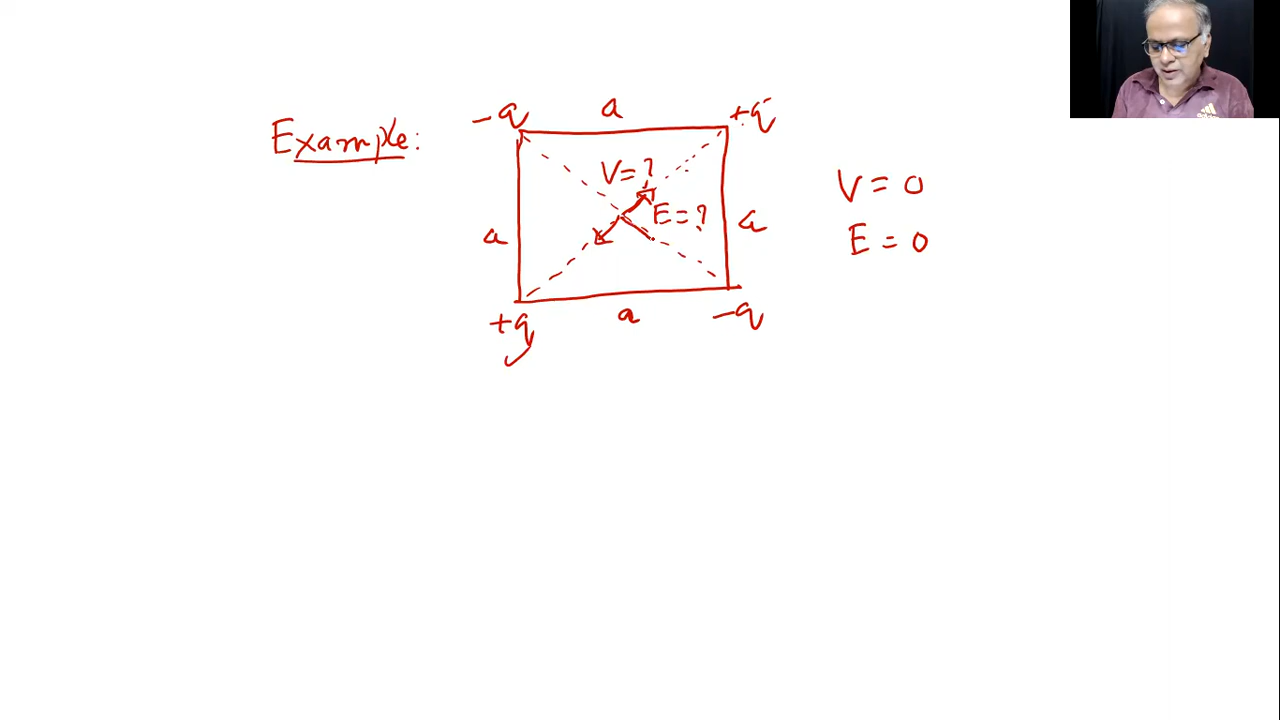 Example:
-q a +q
V=?
V = 0
a E=? a
E = 0
+q a -q